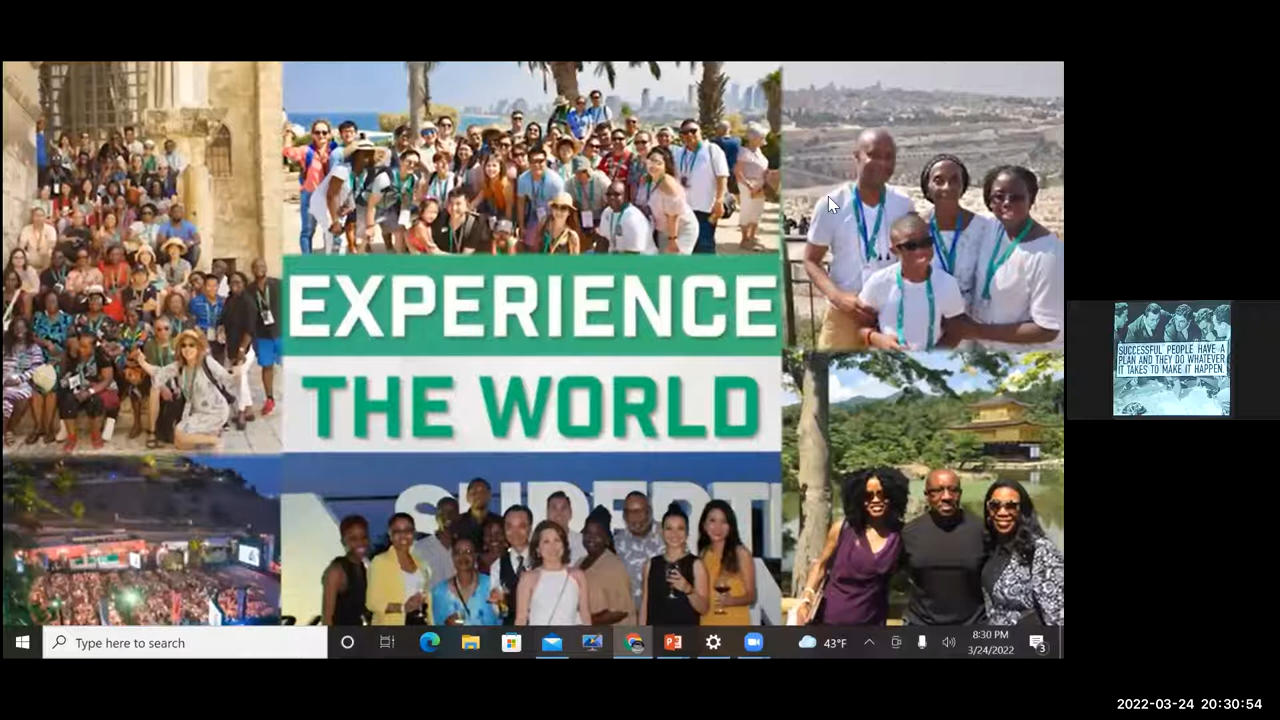 EXPERIENCE
THE WORLD
SUCCESSFUL PEOPLE HAVE A
PLAN AND THEY DO WHATEVER
IT TAKES TO MAKE IT HAPPEN.
Type here to search
43°F
8:30 PM
3/24/2022
3
2022-03-24 20:30:54